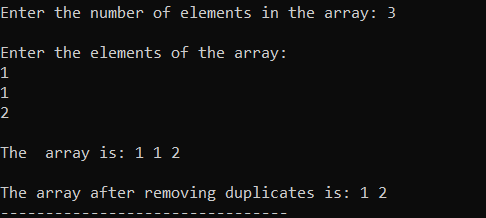 Enter the number of elements in the array: 3
Enter the elements of the array:
1
1
2
The  array is: 1 1 2
The array after removing duplicates is: 1 2
--------------------------------